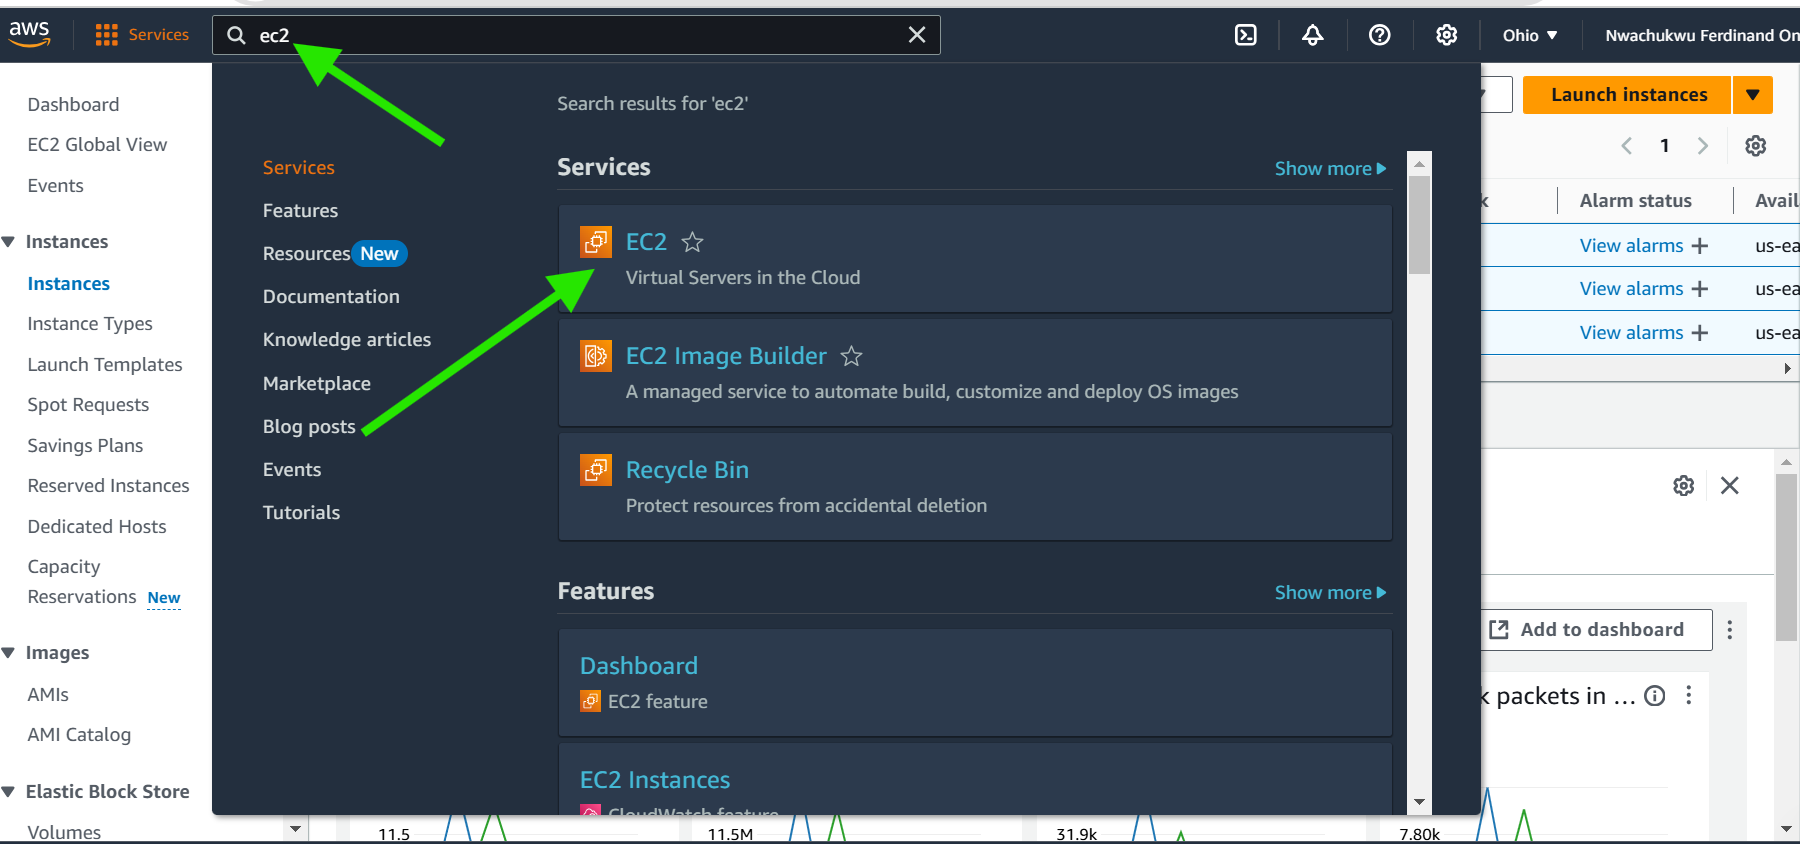 aws
Services
ec2
Ohio
Nwachukwu Ferdinand On
Dashboard
EC2 Global View
Events
Instances
Instances
Instance Types
Launch Templates
Spot Requests
Savings Plans
Reserved Instances
Dedicated Hosts
Capacity
Reservations New
Images
AMIs
AMI Catalog
Elastic Block Store
Volumes
Search results for 'ec2'
Services
Features
Resources New
Documentation
Knowledge articles
Marketplace
Blog posts
Events
Tutorials
Services
Show more
EC2
Virtual Servers in the Cloud
EC2 Image Builder
A managed service to automate build, customize and deploy OS images
Recycle Bin
Protect resources from accidental deletion
Features
Show more
Dashboard
EC2 feature
EC2 Instances
CloudWatch feature
Launch instances
1
k
Alarm status
Avail
View alarms +
us-ea
View alarms +
us-ea
View alarms +
us-ea
Add to dashboard
k packets in ...
11.5
11.5M
31.9k
7.80k